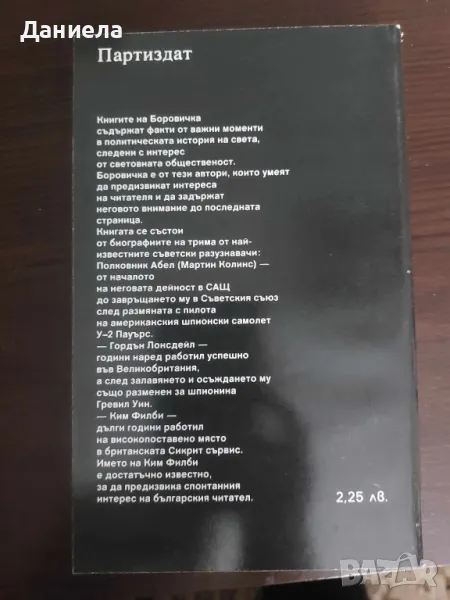 Даниела
Партиздат
Книгите на Боровичка
съдържат факти от важни моменти
в политическата история на света,
следени с интерес
от световната общественост.
Боровичка е от тези автори, които умеят
да предизвикат интереса
на читателя и да задържат
неговото внимание до последната
страница.
Книгата се състои
от биографиите на трима от най-
известните съветски разузнавачи:
Полковник Абел (Мартин Колинс) —
от началото
на неговата дейност в САЩ
до завръщането му в Съветския съюз
след размяната с пилота
на американския шпионски самолет
У—2 Пауърс.
— Гордън Лонсдейл —
години наред работил успешно
във Великобритания,
а след залавянето и осъждането му
също разменен за шпионина
Гревил Уин.
— Ким Филби —
дълги години работил
на високопоставено място
в британската Сикрит сървис.
Името на Ким Филби
е достатъчно известно,
за да предизвика спонтанния
интерес на българския читател.
2,25 лв.
BAZAR